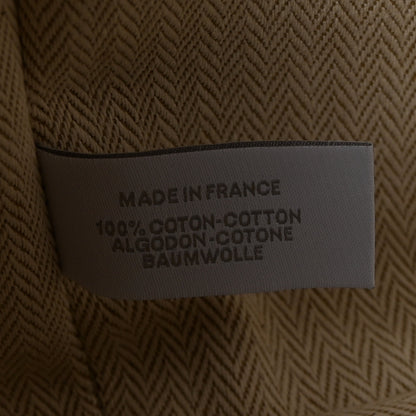 MADE IN FRANCE
100% COTON-COTTON
ALGODON-COTONE
BAUMWOLLE